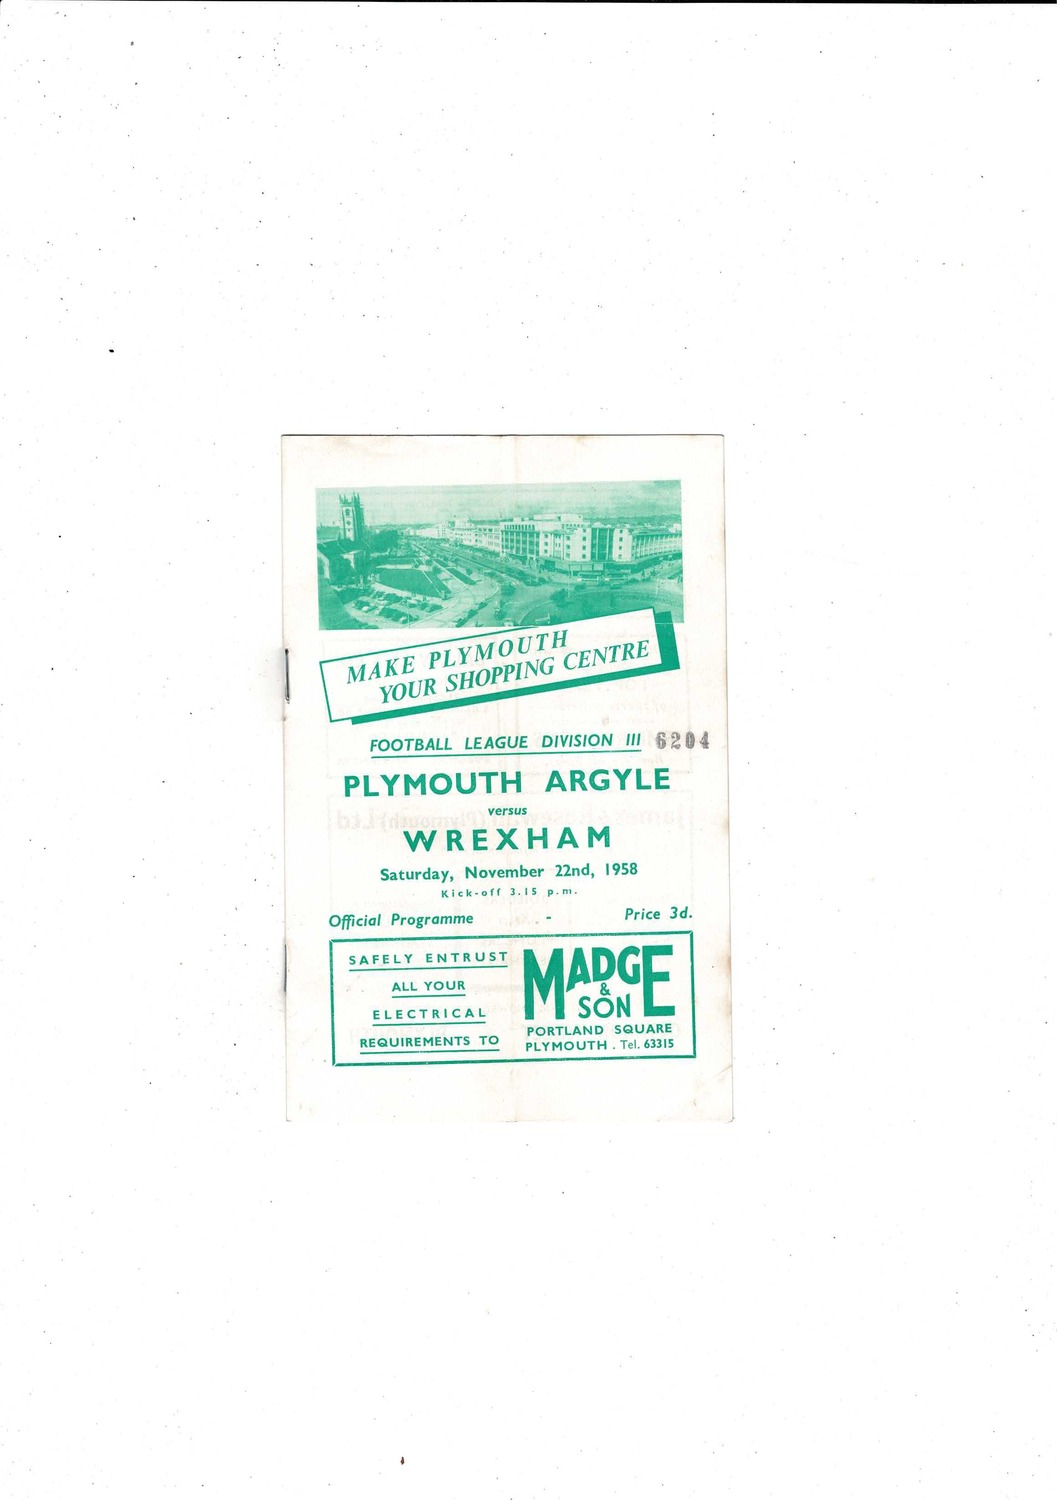 MAKE PLYMOUTH
YOUR SHOPPING CENTRE
FOOTBALL LEAGUE DIVISION III 6204
PLYMOUTH ARGYLE
versus
WREXHAM
Saturday, November 22nd, 1958
Kick-off 3.15 p.m.
Official Programme - Price 3d.
SAFELY ENTRUST
ALL YOUR
ELECTRICAL
REQUIREMENTS TO
MADGE
& SON
PORTLAND SQUARE
PLYMOUTH . Tel. 63315